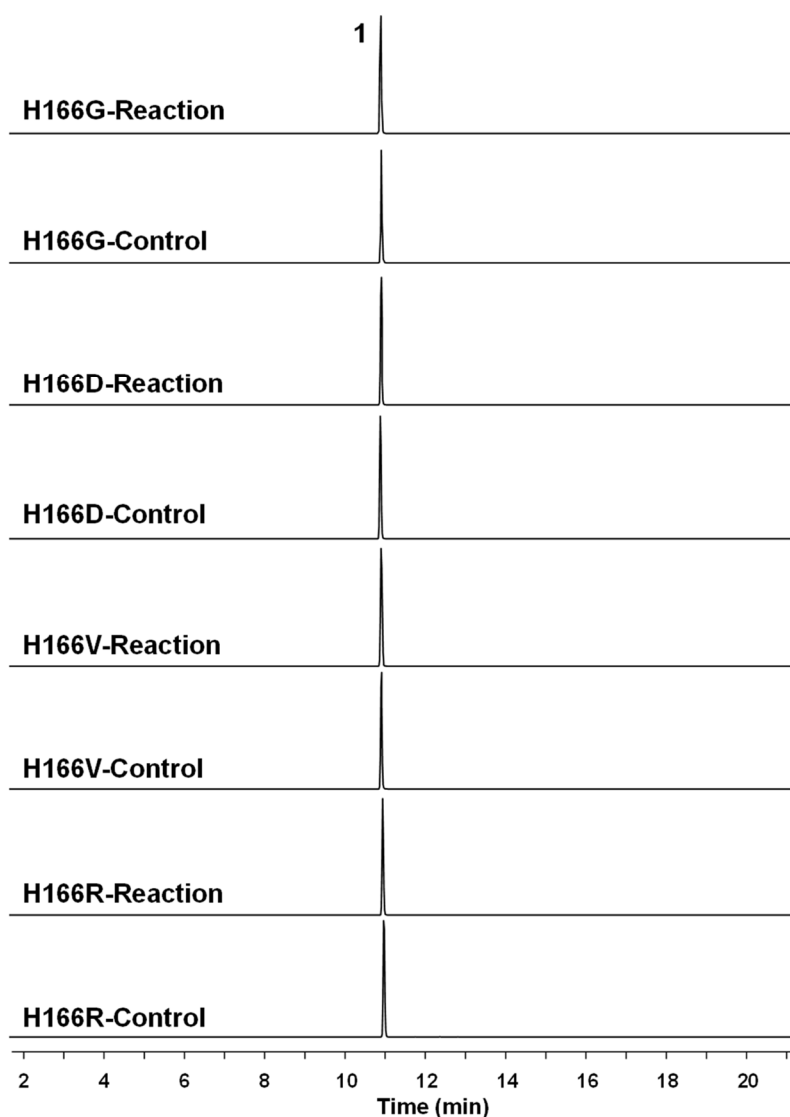 1
H166G-Reaction
H166G-Control
H166D-Reaction
H166D-Control
H166V-Reaction
H166V-Control
H166R-Reaction
H166R-Control
2 4 6 8 10 12 14 16 18 20
Time (min)